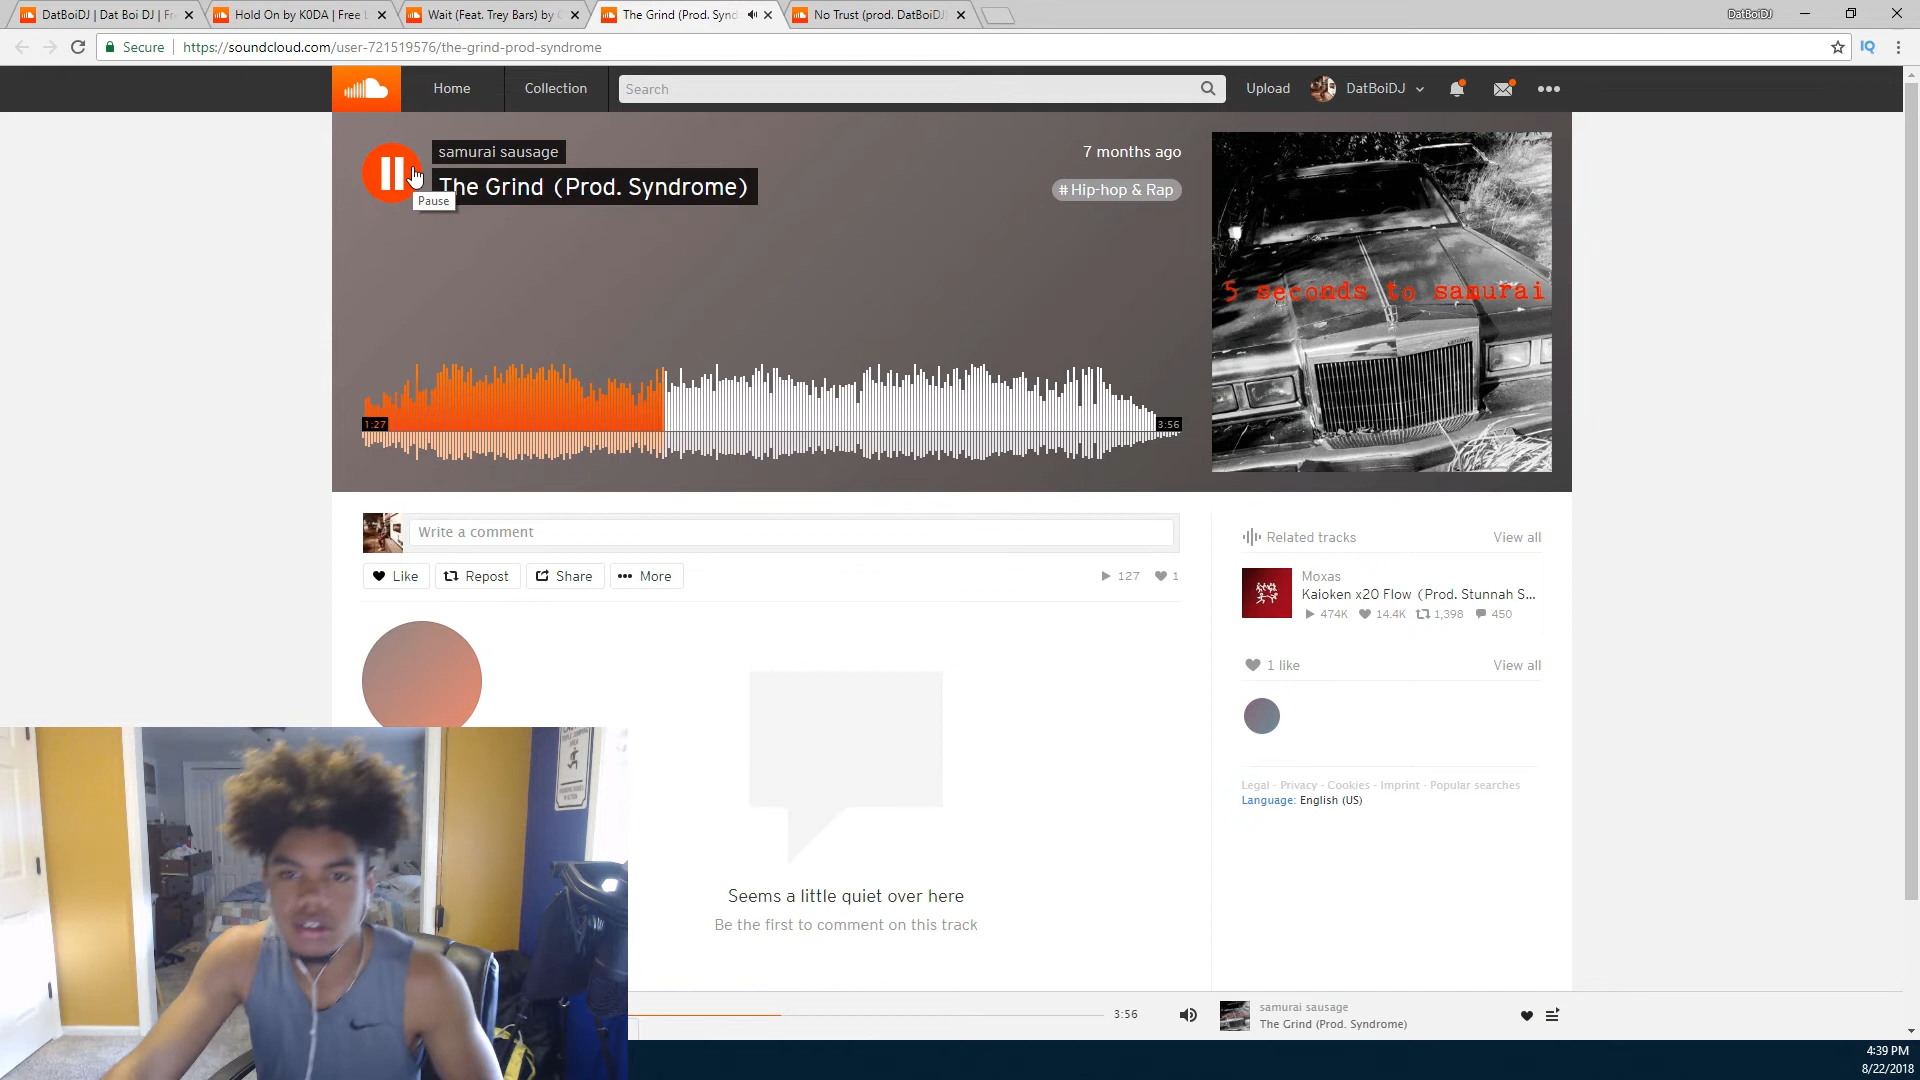 DatBoiDJ | Dat Boi DJ | Fr
Hold On by K0DA | Free L
Wait (Feat. Trey Bars) by
The Grind (Prod. Synd
No Trust (prod. DatBoiDJ)
DatBoiDJ
Secure
https://soundcloud.com/user-721519576/the-grind-prod-syndrome
IQ
Home
Collection
Search
Upload
DatBoiDJ
samurai sausage
The Grind (Prod. Syndrome)
Pause
7 months ago
# Hip-hop & Rap
5 seconds to samurai
1:27
3:56
Write a comment
Like
Repost
Share
More
127
1
Related tracks
View all
Moxas
Kaioken x20 Flow (Prod. Stunnah S...
474K
14.4K
1,398
450
1 like
View all
Legal - Privacy - Cookies - Imprint - Popular searches
Language: English (US)
Seems a little quiet over here
Be the first to comment on this track
3:56
samurai sausage
The Grind (Prod. Syndrome)
4:39 PM
8/22/2018